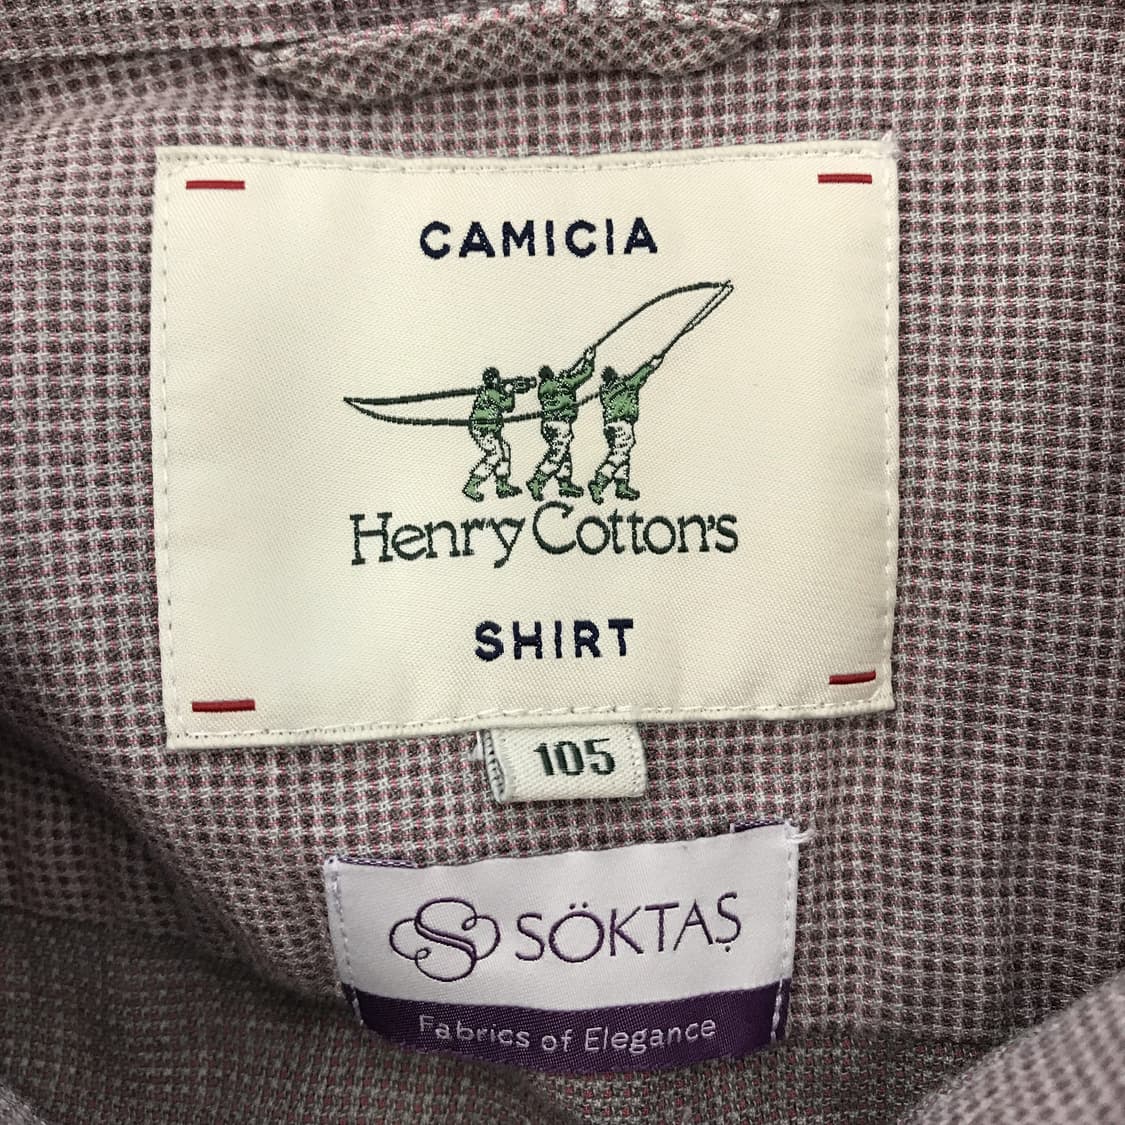 CAMICIA
Henry Cotton's
SHIRT
105
SÖKTAŞ
Fabrics of Elegance